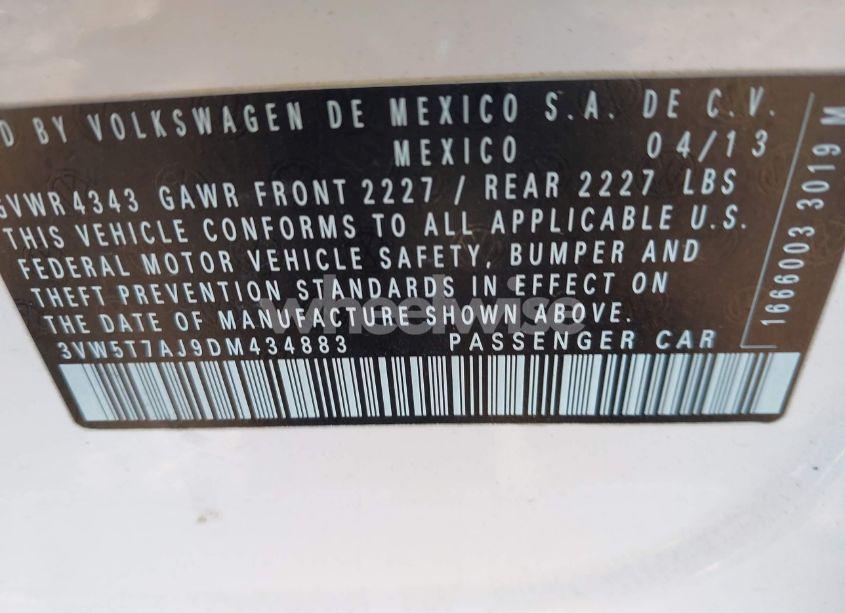 D BY VOLKSWAGEN DE MEXICO S.A. DE C.V.
MEXICO 04/13
GVWR 4343 GAWR FRONT 2227 / REAR 2227 LBS
THIS VEHICLE CONFORMS TO ALL APPLICABLE U.S.
FEDERAL MOTOR VEHICLE SAFETY, BUMPER AND
THEFT PREVENTION STANDARDS IN EFFECT ON
THE DATE OF MANUFACTURE SHOWN ABOVE.
3VW5T7AJ9DM434883 PASSENGER CAR
1666003 3019 M
wheelwise